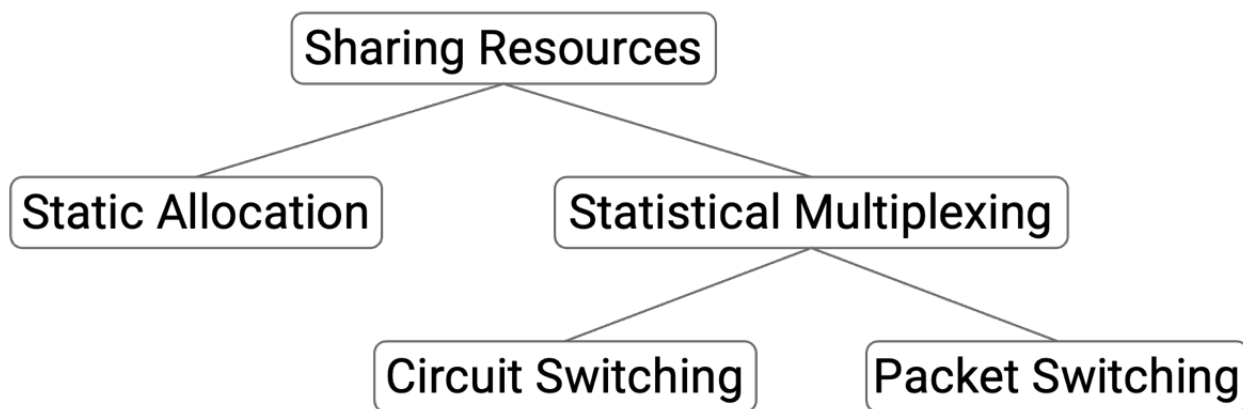 Sharing Resources
Static Allocation
Statistical Multiplexing
Circuit Switching
Packet Switching